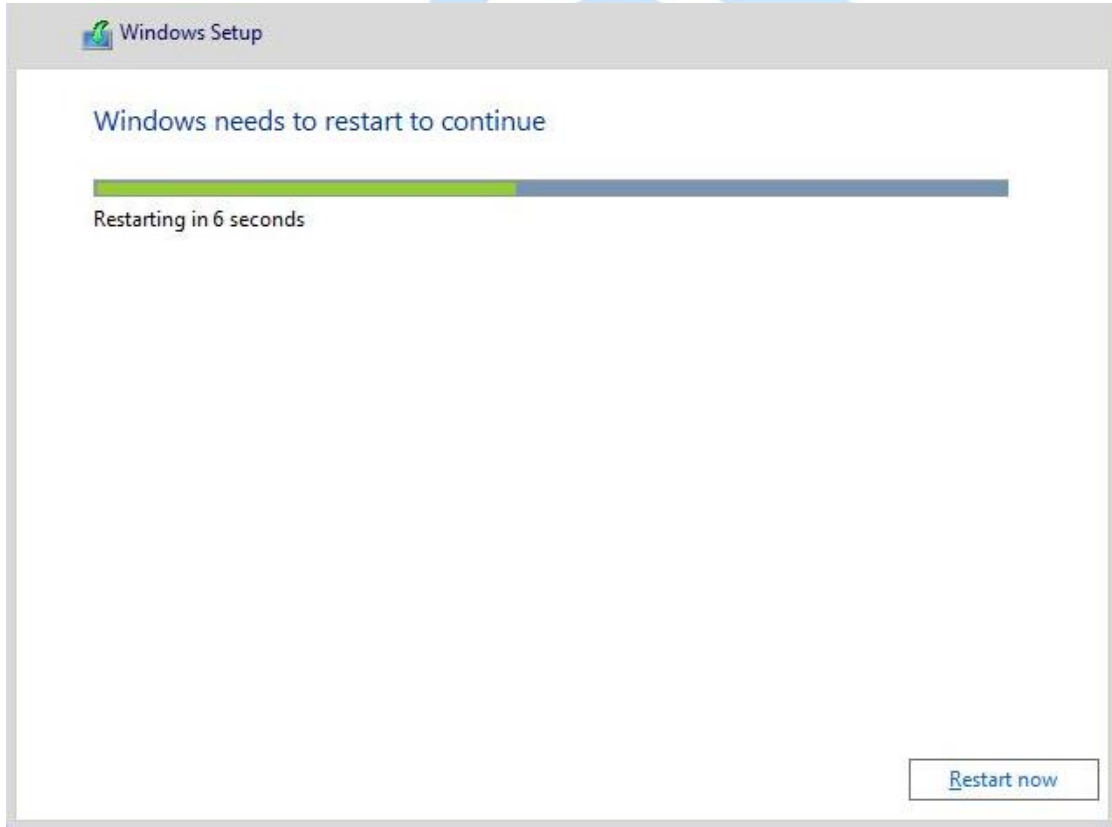 Windows Setup
Windows needs to restart to continue
Restarting in 6 seconds
Restart now